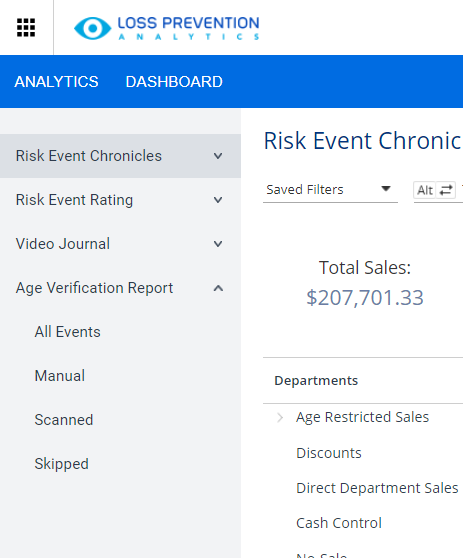 LOSS PREVENTION
ANALYTICS
ANALYTICS DASHBOARD
Risk Event Chronicles
Risk Event Rating
Video Journal
Age Verification Report
All Events
Manual
Scanned
Skipped
Risk Event Chronic
Saved Filters
Alt
Total Sales:
$207,701.33
Departments
Age Restricted Sales
Discounts
Direct Department Sales
Cash Control
No Sale